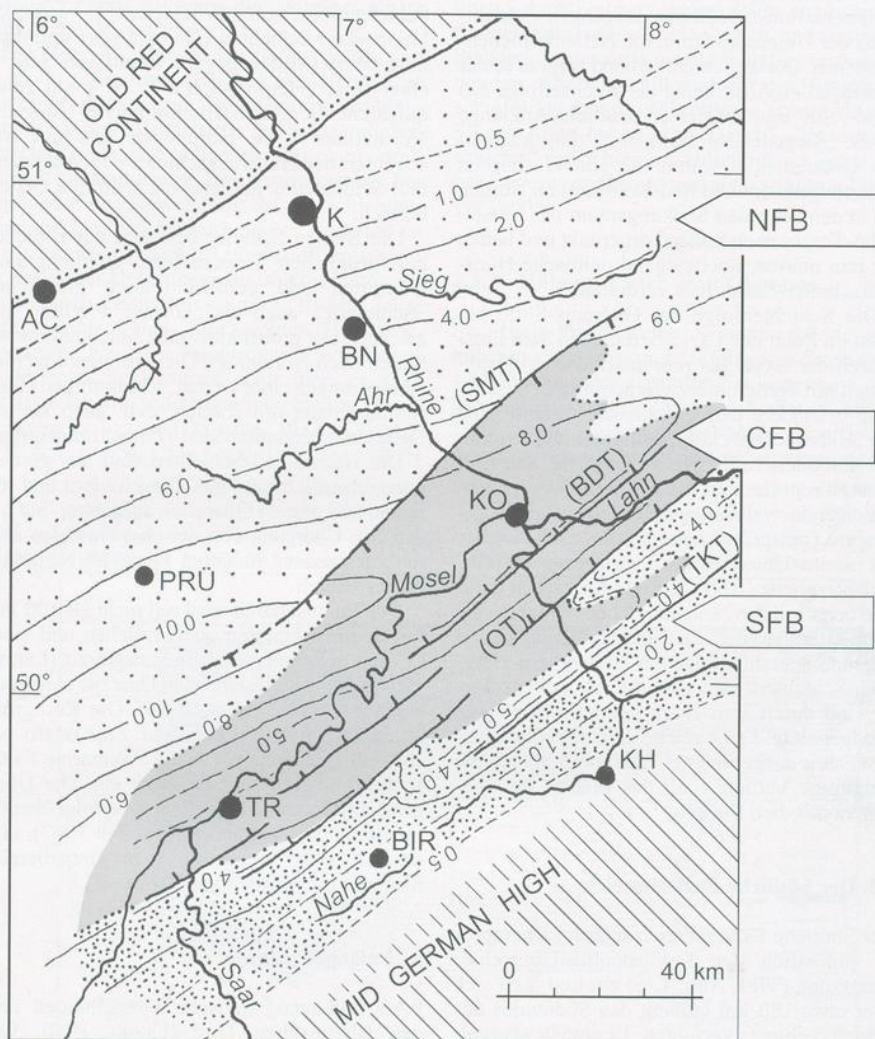 6°
7°
8°
OLD RED
CONTINENT
51°
0.5
1.0
K
2.0
NFB
AC
Sieg
4.0
6.0
BN
Rhine
(SMT)
Ahr
CFB
8.0
(BDT)
6.0
KO
Lahn
4.0
PRÜ
Mosel
(TKT)
4.0
10.0
(OT)
SFB
2.0
50°
10.0
8.0
5.0
5.0
1.0
KH
4.0
6.0
TR
BIR
4.0
0.5
Nahe
MID GERMAN HIGH
0
40 km
Saar